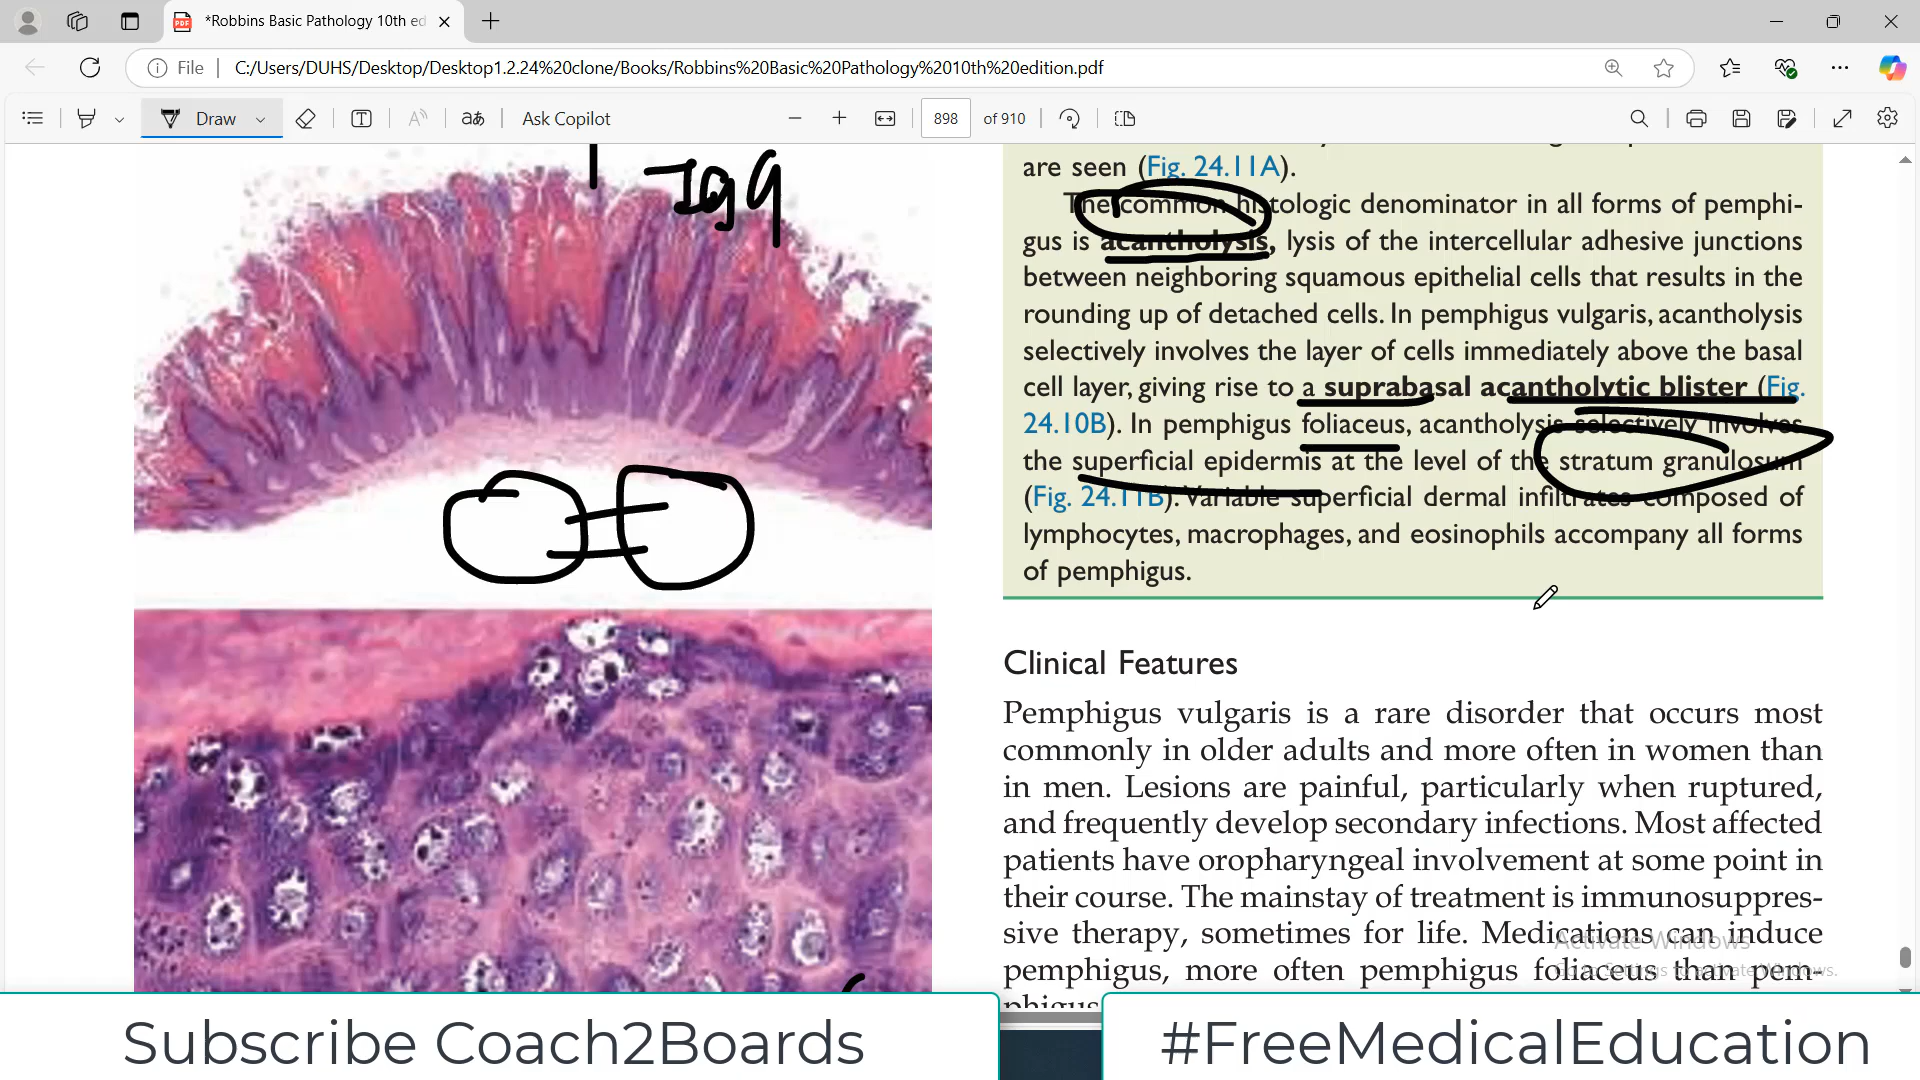 *Robbins Basic Pathology 10th ed
File
C:/Users/DUHS/Desktop/Desktop1.2.24%20clone/Books/Robbins%20Basic%20Pathology%2010th%20edition.pdf
Draw
Ask Copilot
898 of 910
IgG
are seen (Fig. 24.11A).
The common histologic denominator in all forms of pemphi-
gus is acantholysis, lysis of the intercellular adhesive junctions
between neighboring squamous epithelial cells that results in the
rounding up of detached cells. In pemphigus vulgaris, acantholysis
selectively involves the layer of cells immediately above the basal
cell layer, giving rise to a suprabasal acantholytic blister (Fig.
24.10B). In pemphigus foliaceus, acantholysis selectively involves
the superficial epidermis at the level of the stratum granulosum
(Fig. 24.11B). Variable superficial dermal infiltrates composed of
lymphocytes, macrophages, and eosinophils accompany all forms
of pemphigus.
Clinical Features
Pemphigus vulgaris is a rare disorder that occurs most
commonly in older adults and more often in women than
in men. Lesions are painful, particularly when ruptured,
and frequently develop secondary infections. Most affected
patients have oropharyngeal involvement at some point in
their course. The mainstay of treatment is immunosuppres-
sive therapy, sometimes for life. Medications can induce
pemphigus, more often pemphigus foliaceus than pem-
phigus
Activate Windows
Go to Settings to activate Windows.
Subscribe Coach2Boards
#FreeMedicalEducation